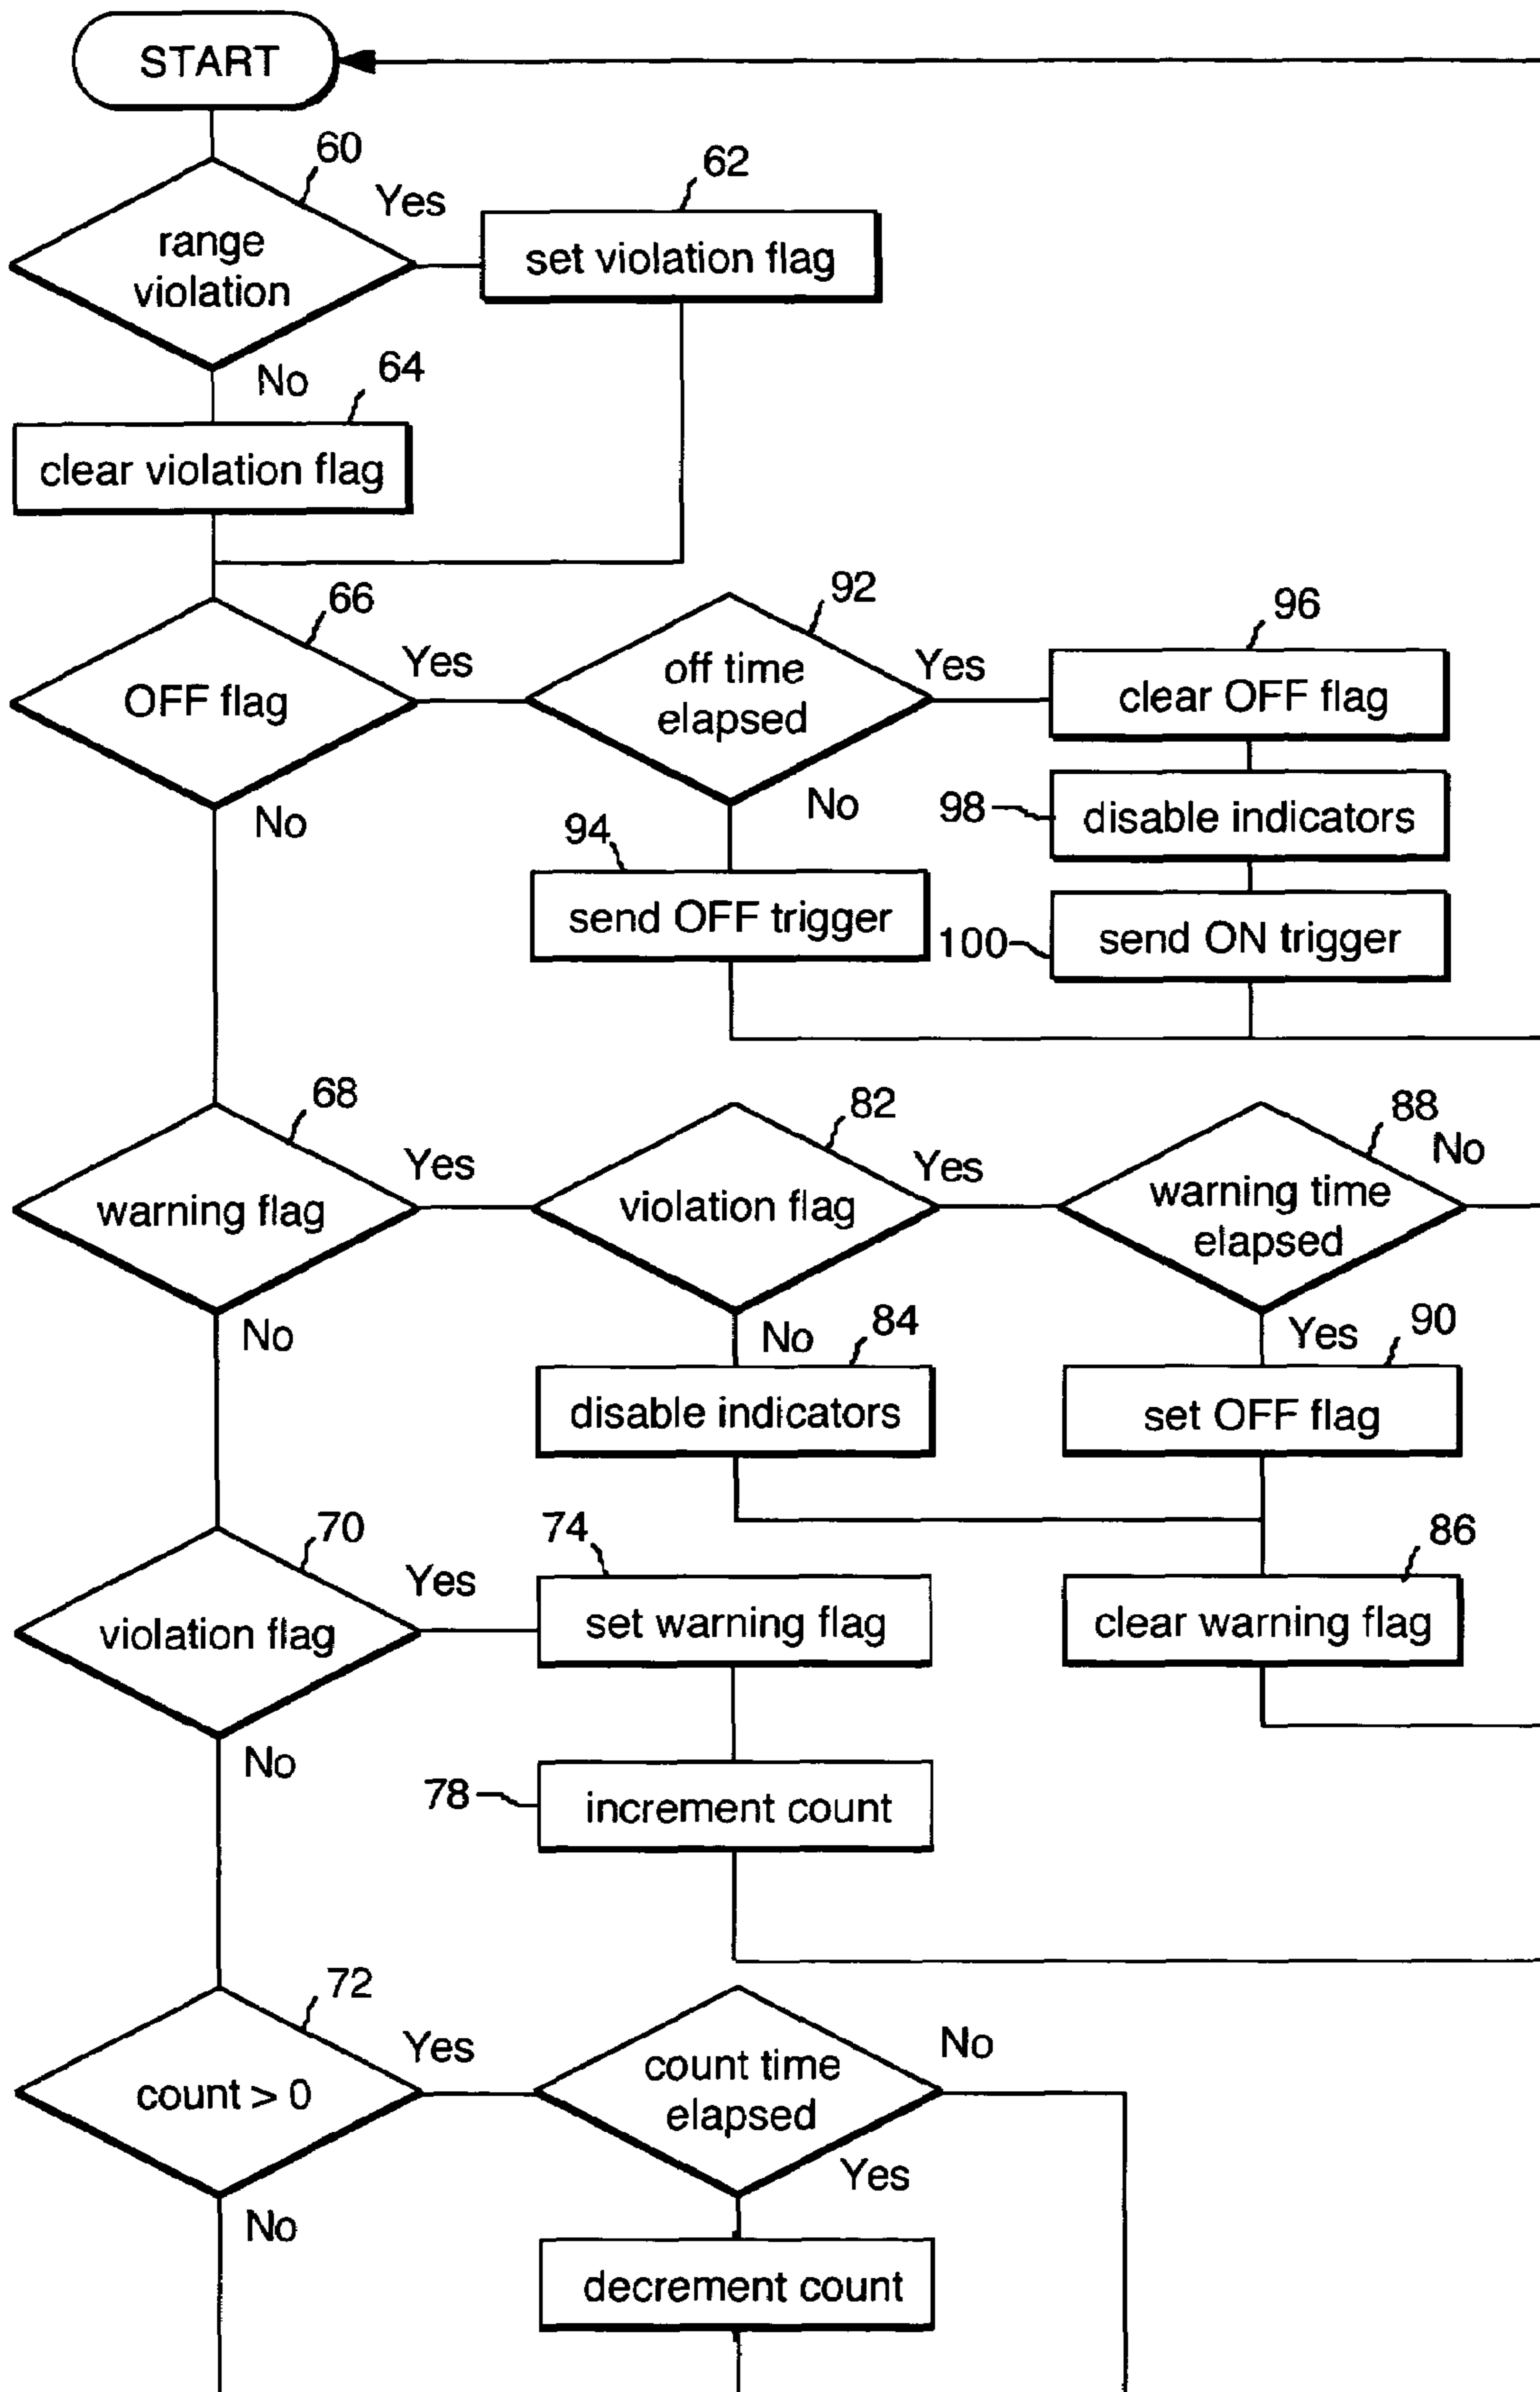 START
60
Yes
62
range
violation
set violation flag
No
64
clear violation flag
66
Yes
92
Yes
96
OFF flag
off time
elapsed
clear OFF flag
No
No
98
disable indicators
94
send OFF trigger
100
send ON trigger
68
Yes
82
Yes
88
No
warning flag
violation flag
warning time
elapsed
No
No
84
Yes
90
disable indicators
set OFF flag
70
Yes
74
86
violation flag
set warning flag
clear warning flag
No
78
increment count
72
Yes
No
count > 0
count time
elapsed
Yes
No
decrement count